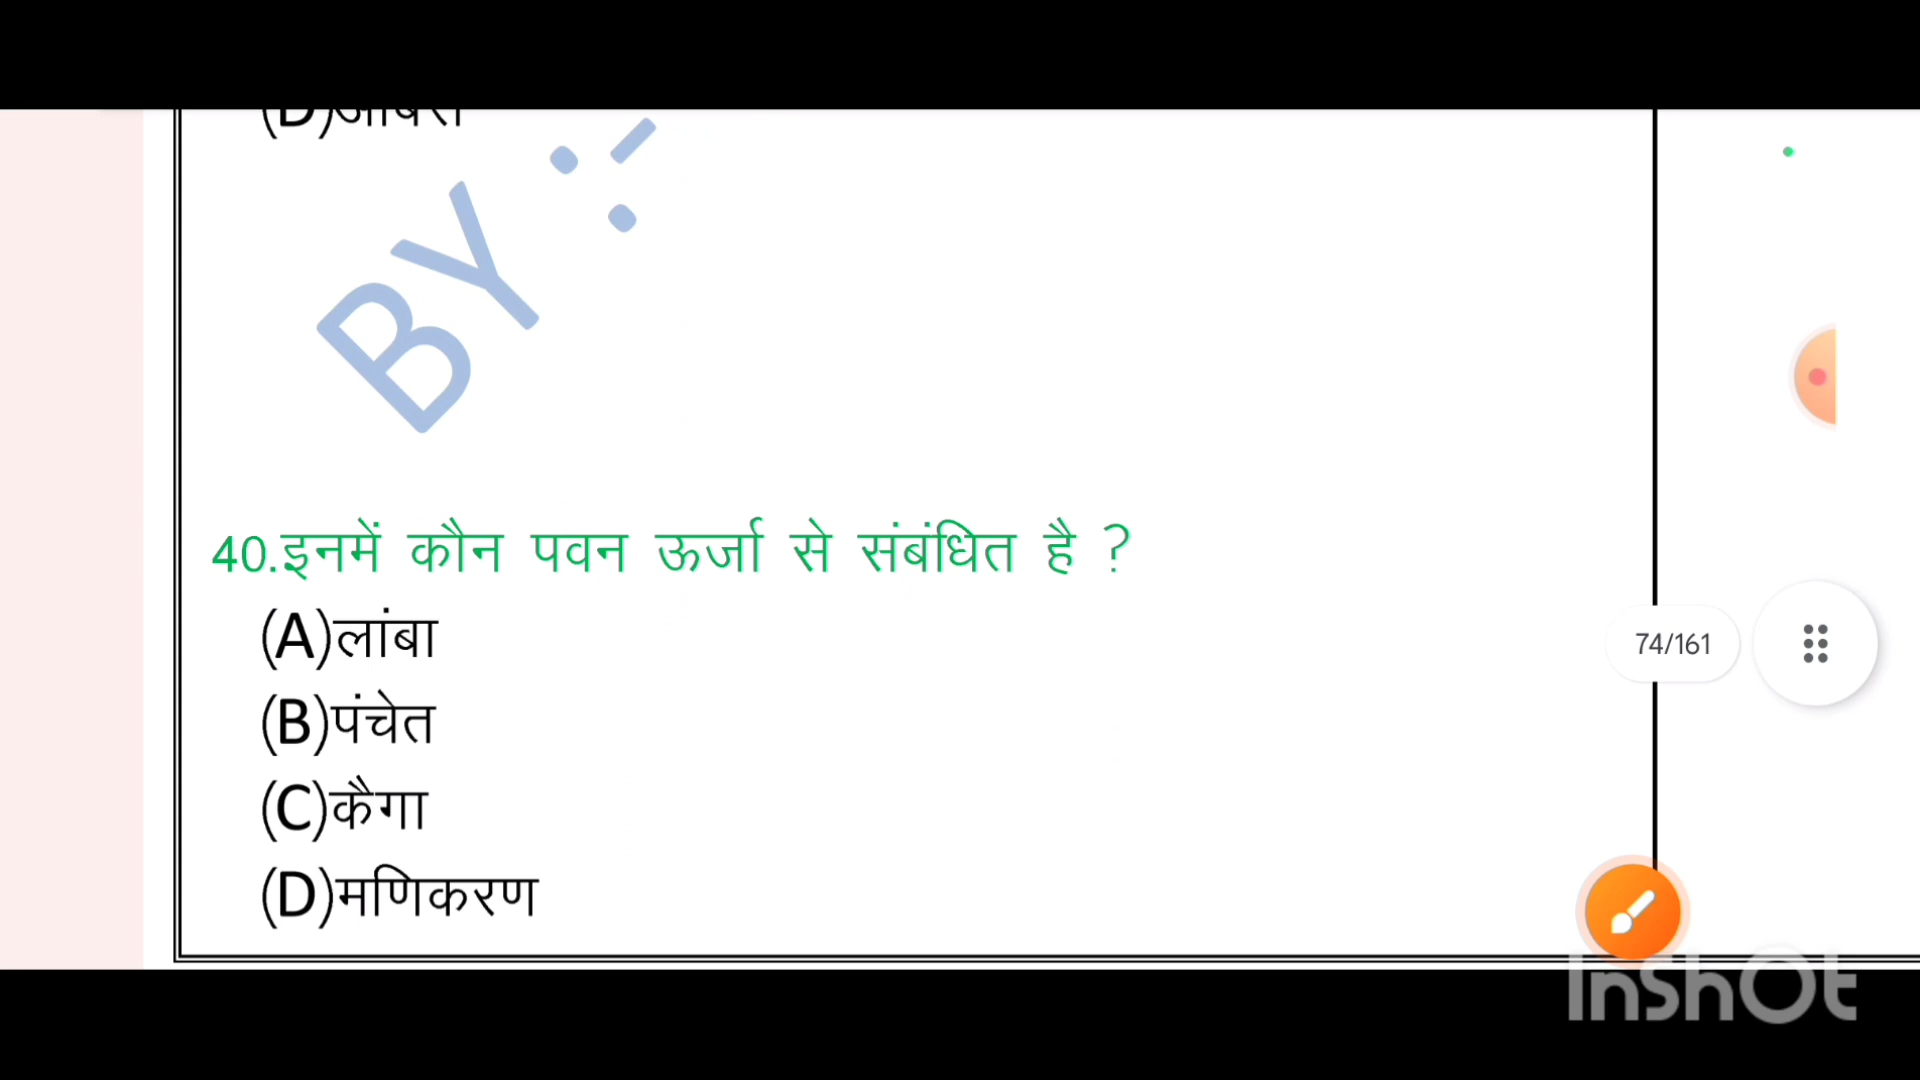 BY:-
40.इनमें कौन पवन ऊर्जा से संबंधित है ?
(A)लांबा
(B)पंचेत
(C)कैगा
(D)मणिकरण
74/161
InShOt